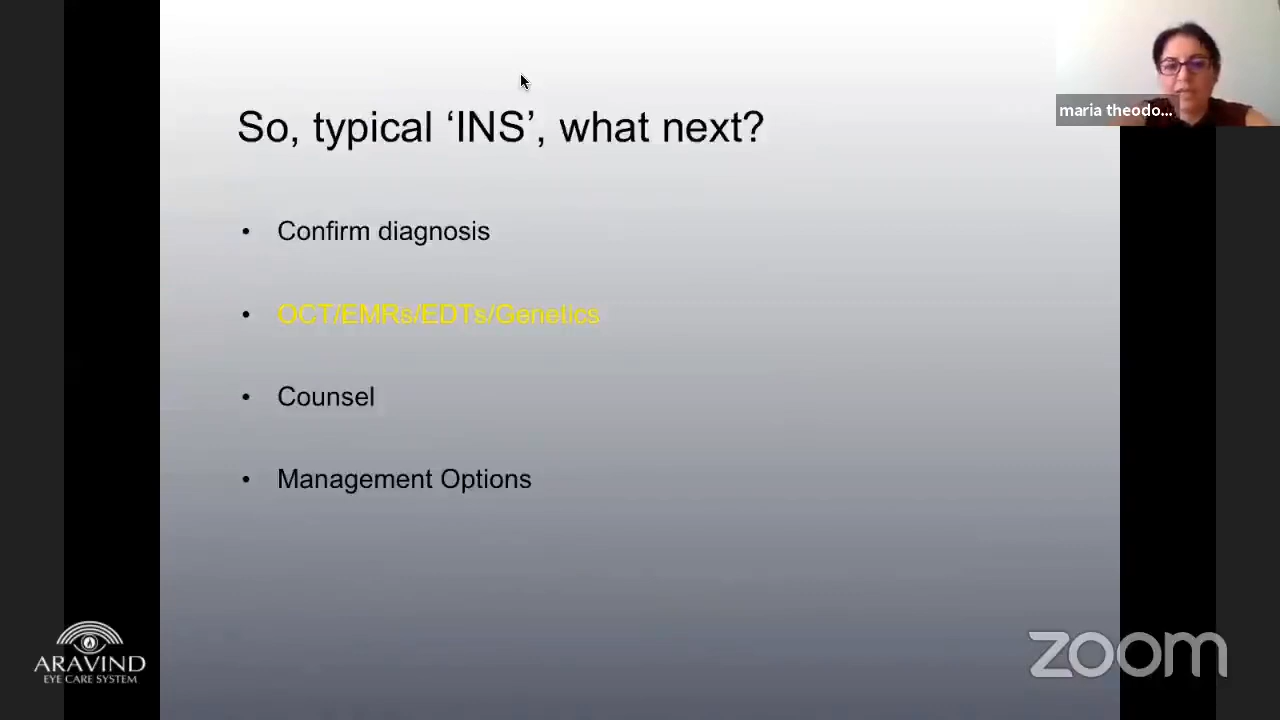 maria theodo...
So, typical ‘INS’, what next?
• Confirm diagnosis
• OCT/EMRs/EDTs/Genetics
• Counsel
• Management Options
ARAVIND
EYE CARE SYSTEM
zoom